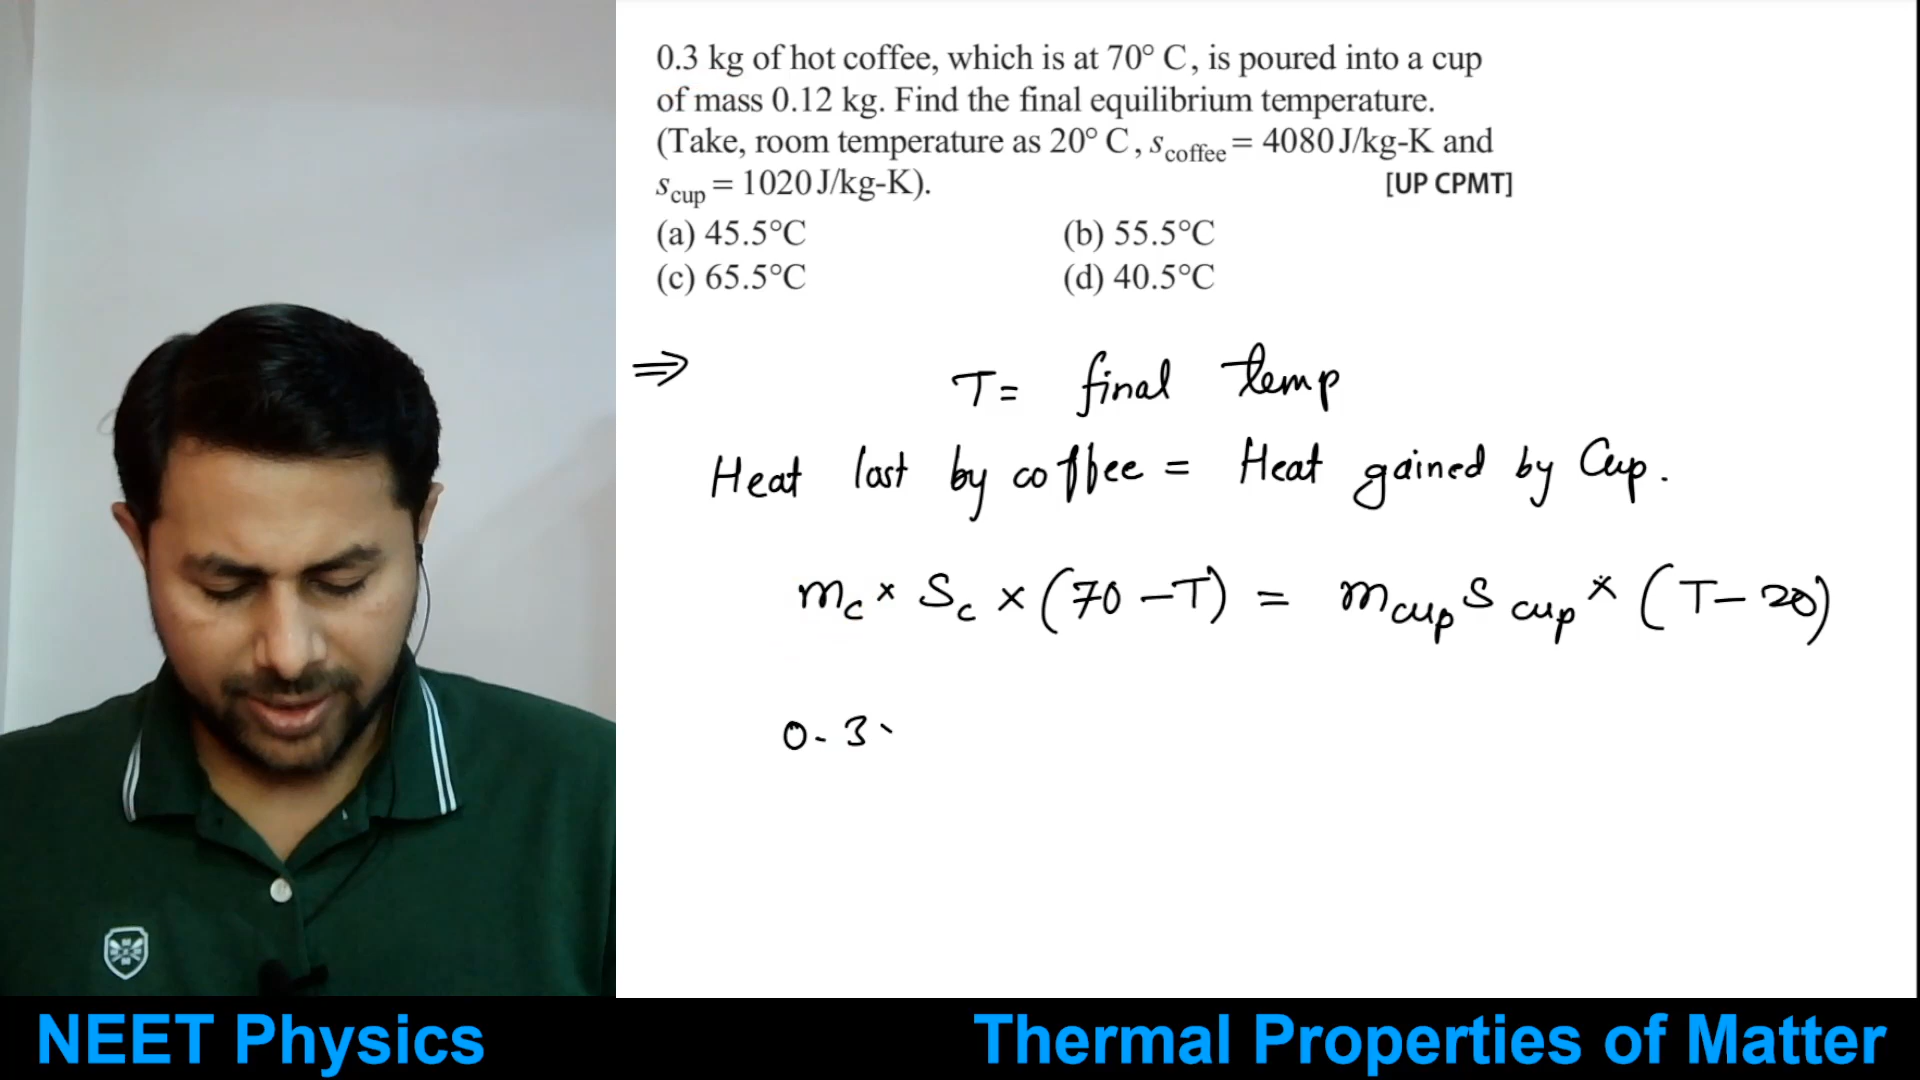 0.3 kg of hot coffee, which is at 70° C, is poured into a cup
of mass 0.12 kg. Find the final equilibrium temperature.
(Take, room temperature as 20° C, s_coffee = 4080 J/kg-K and
s_cup = 1020 J/kg-K). [UP CPMT]
(a) 45.5°C (b) 55.5°C
(c) 65.5°C (d) 40.5°C
⇒ T = final temp
Heat lost by coffee = Heat gained by Cup.
m_c × S_c × (70 - T) = m_cup S_cup × (T - 20)
0.3
NEET Physics Thermal Properties of Matter